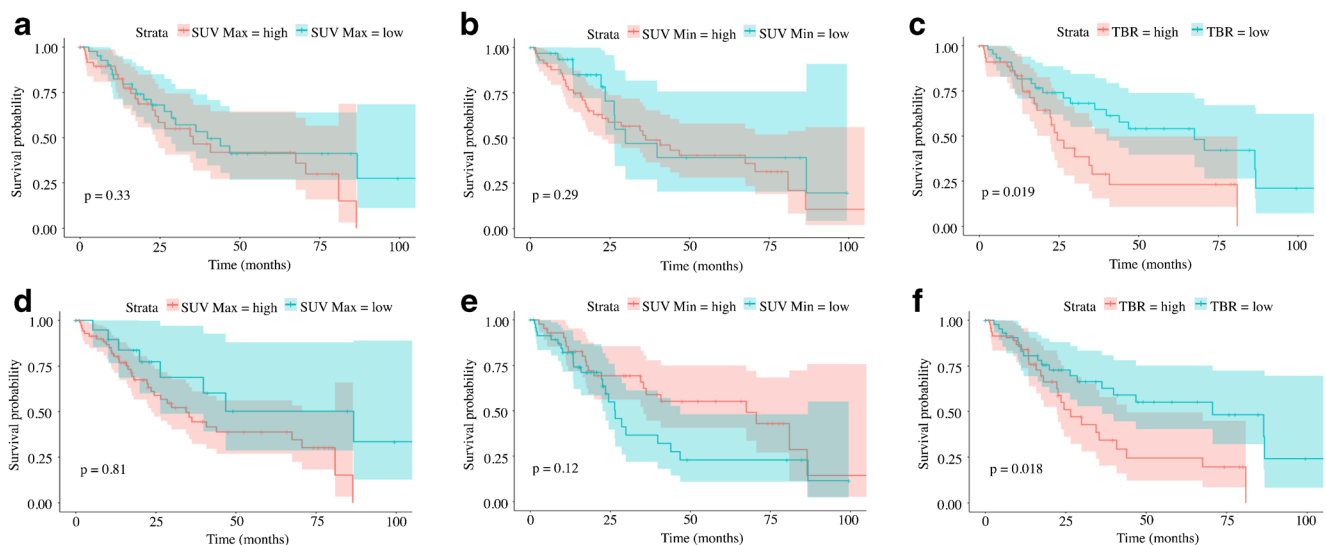 a
Strata SUV Max = high SUV Max = low
1.00
0.75
0.50
0.25
0.00
Survival probability
p = 0.33
0 25 50 75 100
Time (months)
b
Strata SUV Min = high SUV Min = low
1.00
0.75
0.50
0.25
0.00
Survival probability
p = 0.29
0 25 50 75 100
Time (months)
c
Strata TBR = high TBR = low
1.00
0.75
0.50
0.25
0.00
Survival probability
p = 0.019
0 25 50 75 100
Time (months)
d
Strata SUV Max = high SUV Max = low
1.00
0.75
0.50
0.25
0.00
Survival probability
p = 0.81
0 25 50 75 100
Time (months)
e
Strata SUV Min = high SUV Min = low
1.00
0.75
0.50
0.25
0.00
Survival probability
p = 0.12
0 25 50 75 100
Time (months)
f
Strata TBR = high TBR = low
1.00
0.75
0.50
0.25
0.00
Survival probability
p = 0.018
0 25 50 75 100
Time (months)